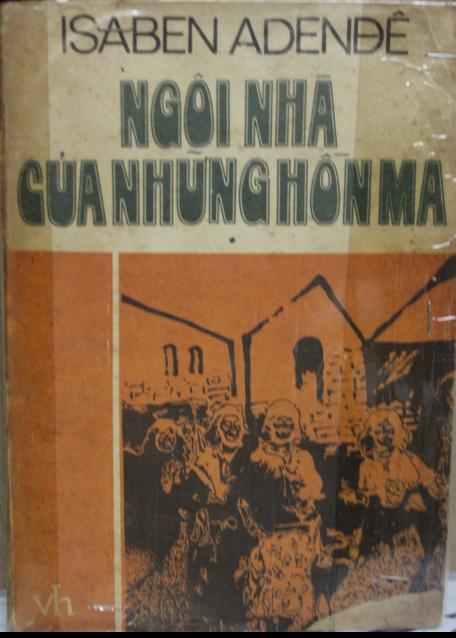 ISABEN ADENĐÊ
NGÔI NHÀ
CỦA NHỮNG HỒN MA
vh